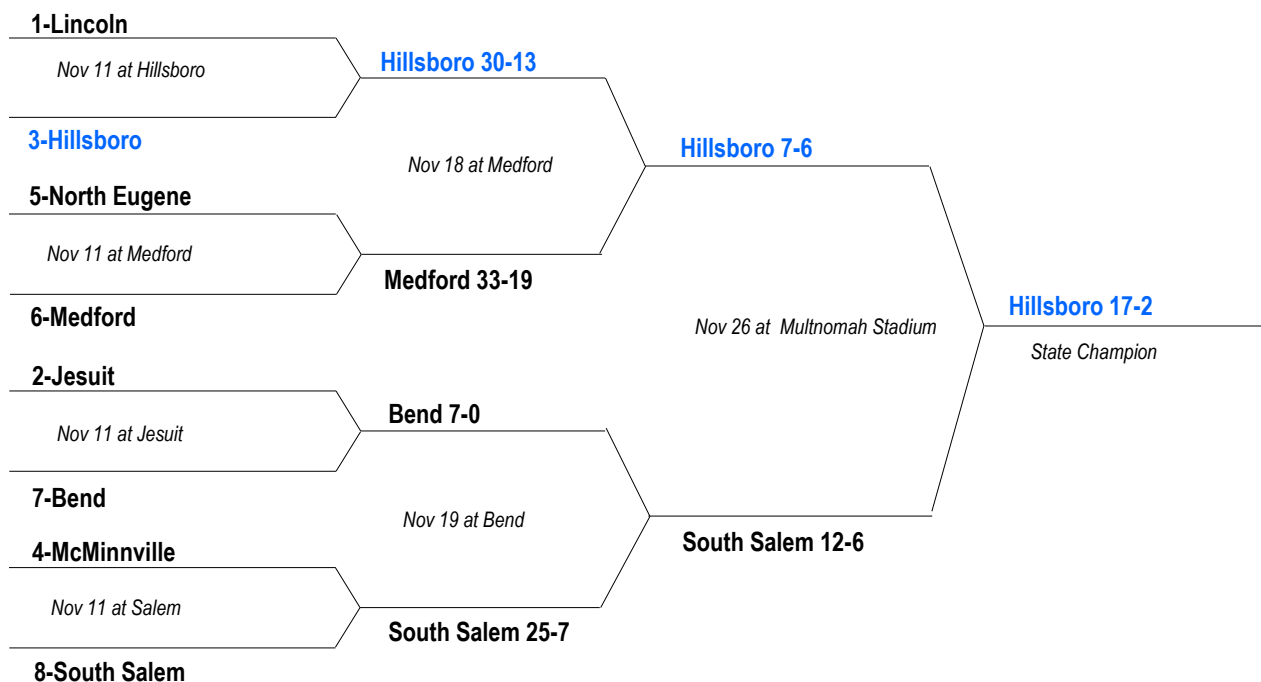 1-Lincoln
Nov 11 at Hillsboro
3-Hillsboro
5-North Eugene
Nov 11 at Medford
6-Medford
2-Jesuit
Nov 11 at Jesuit
7-Bend
4-McMinnville
Nov 11 at Salem
8-South Salem
Hillsboro 30-13
Nov 18 at Medford
Medford 33-19
Bend 7-0
Nov 19 at Bend
South Salem 25-7
Hillsboro 7-6
Nov 26 at Multnomah Stadium
South Salem 12-6
Hillsboro 17-2
State Champion